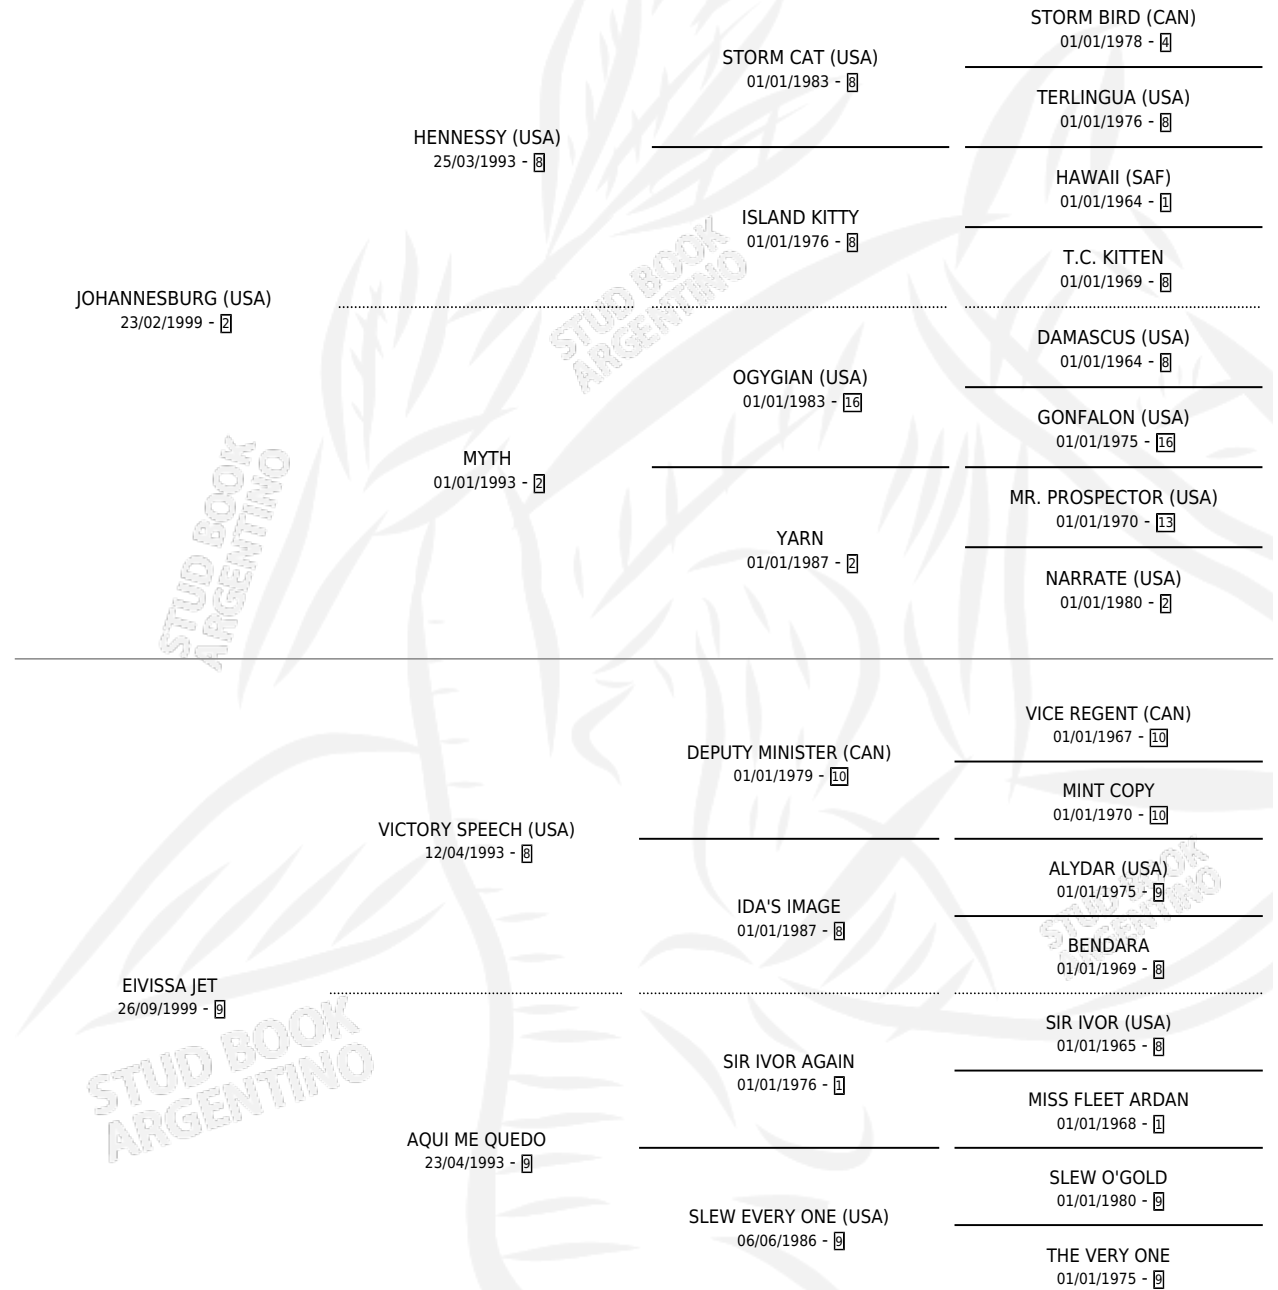 STORM BIRD (CAN)
01/01/1978 - 4
STORM CAT (USA)
01/01/1983 - 8
TERLINGUA (USA)
01/01/1976 - 8
HENNESSY (USA)
25/03/1993 - 8
HAWAII (SAF)
01/01/1964 - 1
ISLAND KITTY
01/01/1976 - 8
T.C. KITTEN
01/01/1969 - 8
JOHANNESBURG (USA)
23/02/1999 - 2
DAMASCUS (USA)
01/01/1964 - 8
OGYGIAN (USA)
01/01/1983 - 16
GONFALON (USA)
01/01/1975 - 16
MYTH
01/01/1993 - 2
MR. PROSPECTOR (USA)
01/01/1970 - 13
YARN
01/01/1987 - 2
NARRATE (USA)
01/01/1980 - 2
VICE REGENT (CAN)
01/01/1967 - 10
DEPUTY MINISTER (CAN)
01/01/1979 - 10
MINT COPY
01/01/1970 - 10
VICTORY SPEECH (USA)
12/04/1993 - 8
ALYDAR (USA)
01/01/1975 - 9
IDA'S IMAGE
01/01/1987 - 8
BENDARA
01/01/1969 - 8
EIVISSA JET
26/09/1999 - 9
SIR IVOR (USA)
01/01/1965 - 8
SIR IVOR AGAIN
01/01/1976 - 1
MISS FLEET ARDAN
01/01/1968 - 1
AQUI ME QUEDO
23/04/1993 - 9
SLEW O'GOLD
01/01/1980 - 9
SLEW EVERY ONE (USA)
06/06/1986 - 9
THE VERY ONE
01/01/1975 - 9
STUD BOOK
ARGENTINO
STUD BOOK
ARGENTINO
STUD BOOK
ARGENTINO
STUD BOOK
ARGENTINO